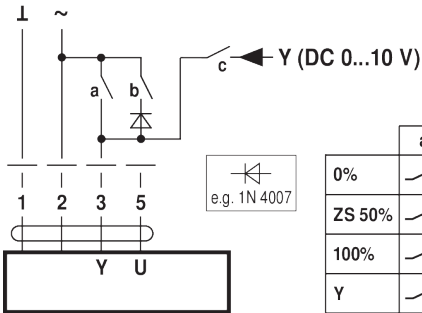 ⊥ ~
a b c Y (DC 0...10 V)
e.g. 1N 4007
1 2 3 5
Y U
0%
ZS 50%
100%
Y